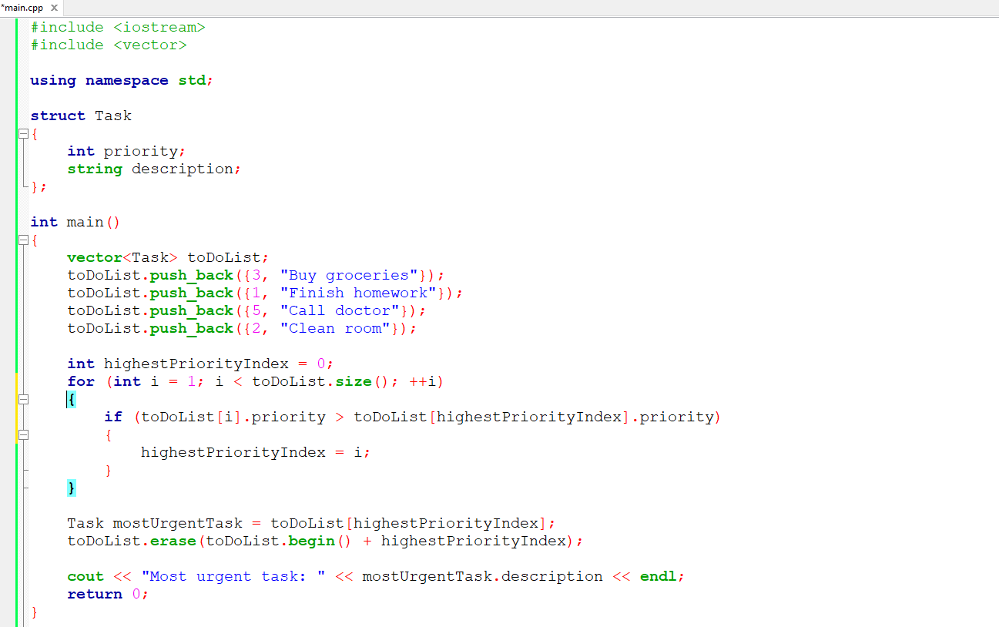 *main.cpp X
#include <iostream>
#include <vector>
using namespace std;
struct Task
{
    int priority;
    string description;
};
int main()
{
    vector<Task> toDoList;
    toDoList.push_back({3, "Buy groceries"});
    toDoList.push_back({1, "Finish homework"});
    toDoList.push_back({5, "Call doctor"});
    toDoList.push_back({2, "Clean room"});
    int highestPriorityIndex = 0;
    for (int i = 1; i < toDoList.size(); ++i)
    {
        if (toDoList[i].priority > toDoList[highestPriorityIndex].priority)
        {
            highestPriorityIndex = i;
        }
    }
    Task mostUrgentTask = toDoList[highestPriorityIndex];
    toDoList.erase(toDoList.begin() + highestPriorityIndex);
    cout << "Most urgent task: " << mostUrgentTask.description << endl;
    return 0;
}